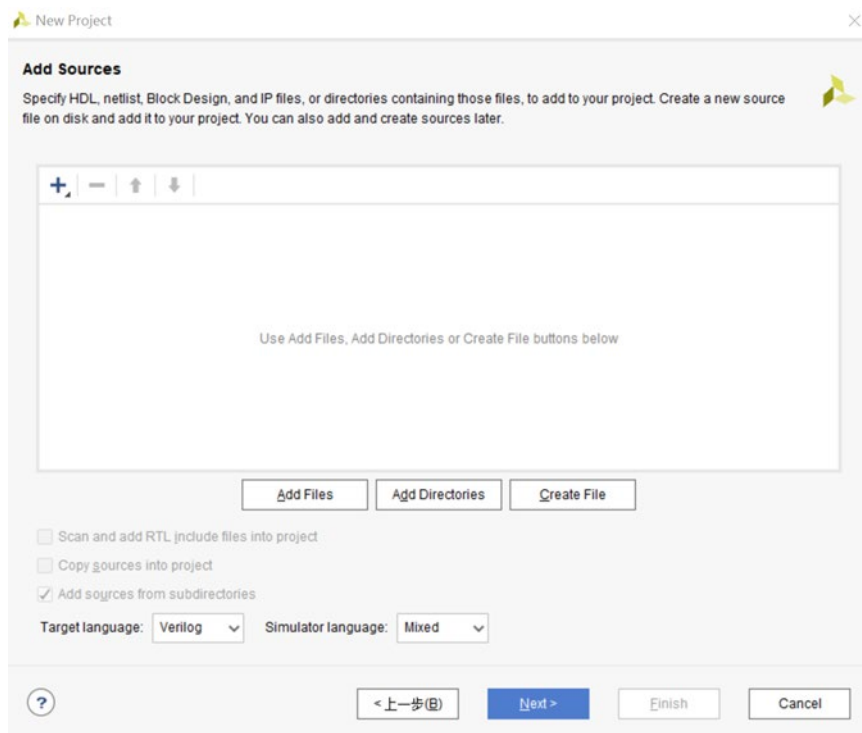 New Project
Add Sources
Specify HDL, netlist, Block Design, and IP files, or directories containing those files, to add to your project. Create a new source
file on disk and add it to your project. You can also add and create sources later.
Use Add Files, Add Directories or Create File buttons below
Add Files Add Directories Create File
Scan and add RTL include files into project
Copy sources into project
Add sources from subdirectories
Target language: Verilog Simulator language: Mixed
? <上一步(B) Next > Finish Cancel